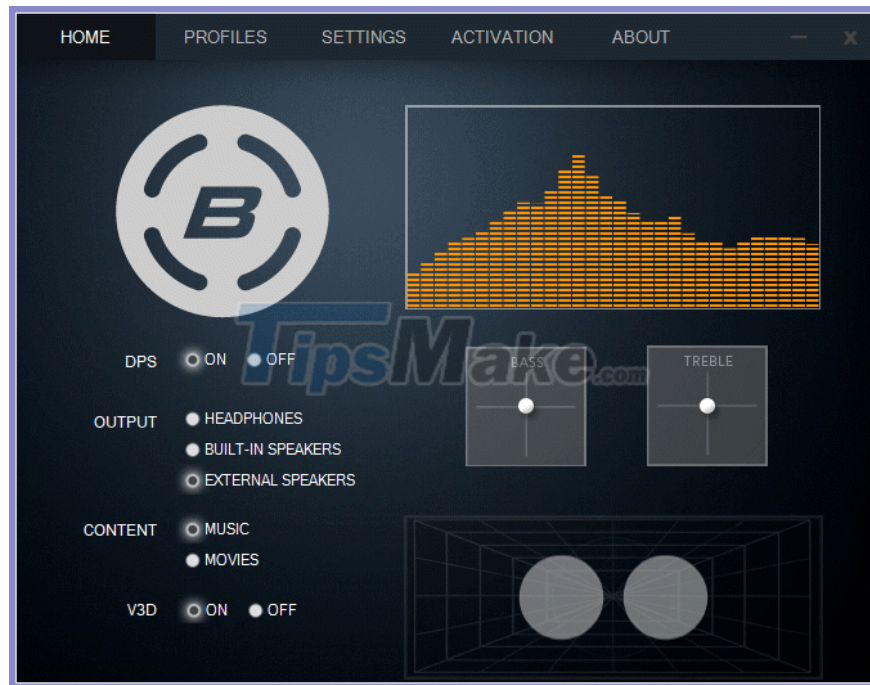 HOME PROFILES SETTINGS ACTIVATION ABOUT — X
B
TipsMake.com
DPS ON OFF
BASS TREBLE
OUTPUT HEADPHONES
BUILT-IN SPEAKERS
EXTERNAL SPEAKERS
CONTENT MUSIC
MOVIES
V3D ON OFF